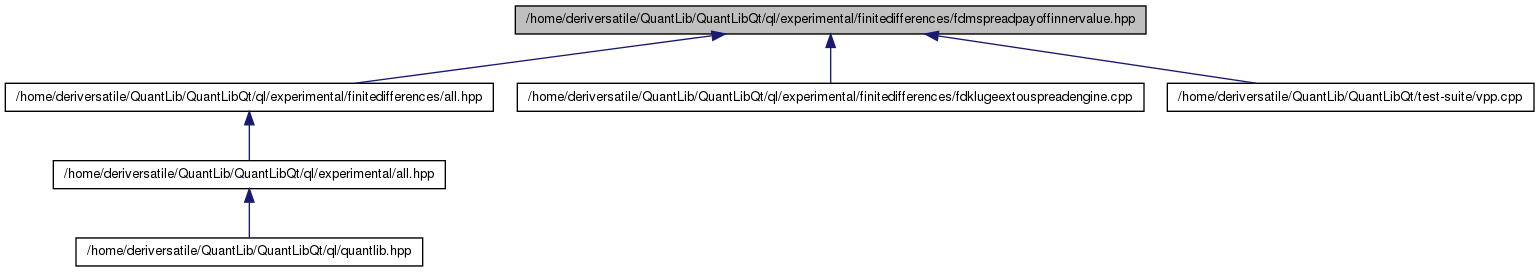 /home/deriversatile/QuantLib/QuantLibQt/ql/experimental/finitedifferences/fdmspreadpayoffinnervalue.hpp
/home/deriversatile/QuantLib/QuantLibQt/ql/experimental/finitedifferences/all.hpp
/home/deriversatile/QuantLib/QuantLibQt/ql/experimental/finitedifferences/fdklugeextouspreadengine.cpp
/home/deriversatile/QuantLib/QuantLibQt/test-suite/vpp.cpp
/home/deriversatile/QuantLib/QuantLibQt/ql/experimental/all.hpp
/home/deriversatile/QuantLib/QuantLibQt/ql/quantlib.hpp